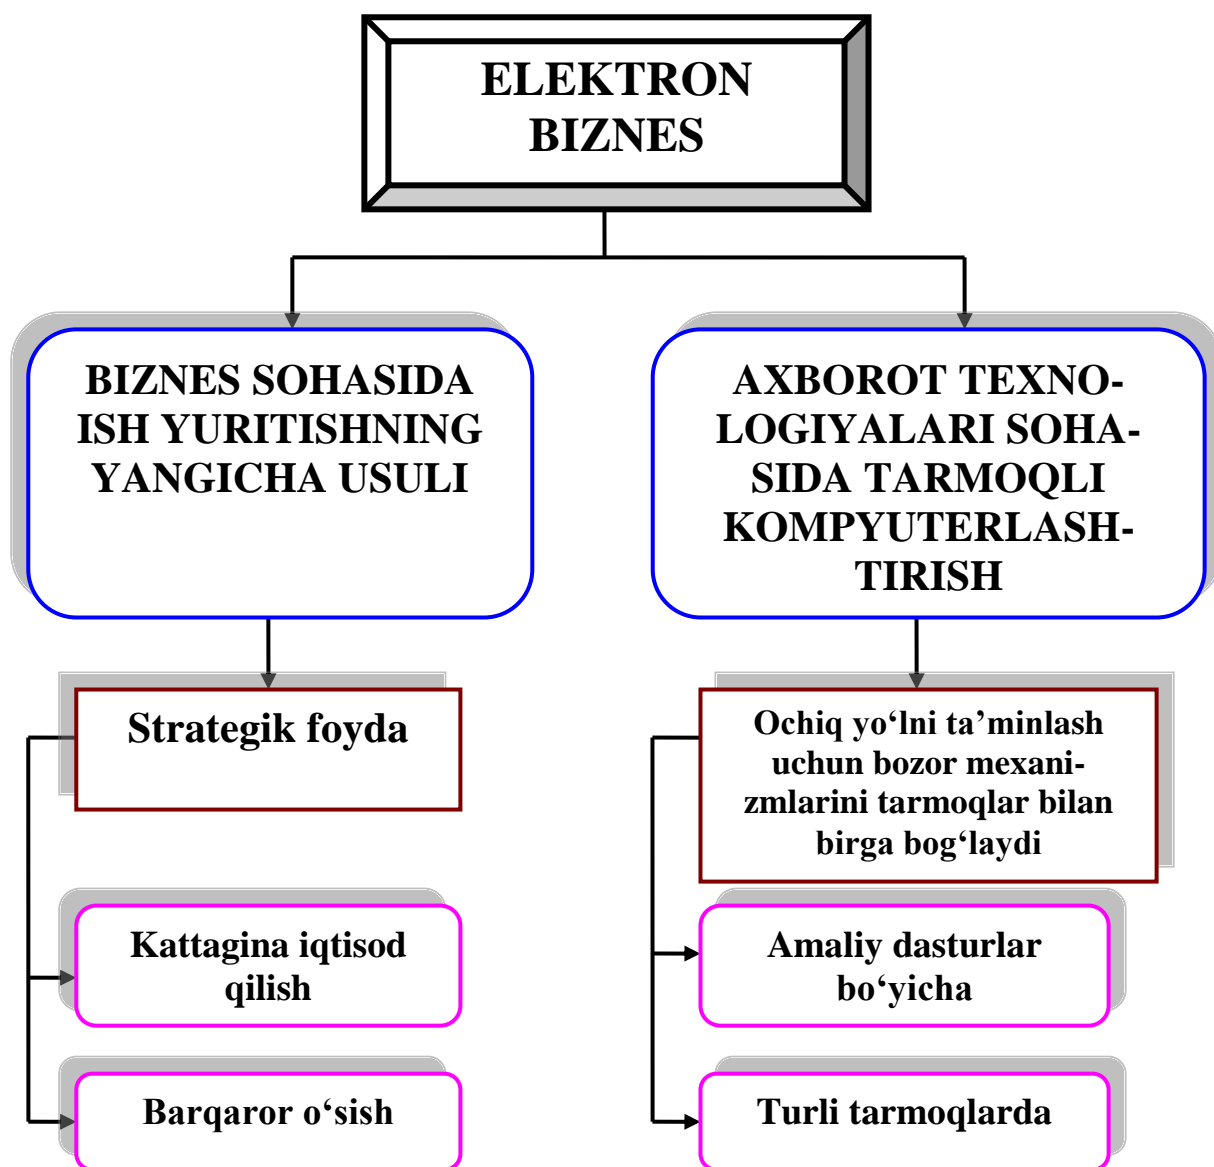 ELEKTRON
BIZNES
BIZNES SOHASIDA
ISH YURITISHNING
YANGICHA USULI
AXBOROT TEXNO-
LOGIYALARI SOHA-
SIDA TARMOQLI
KOMPYUTERLASH-
TIRISH
Strategik foyda
Ochiq yo‘lni ta’minlash
uchun bozor mexani-
zmlarini tarmoqlar bilan
birga bog‘laydi
Kattagina iqtisod
qilish
Amaliy dasturlar
bo‘yicha
Barqaror o‘sish
Turli tarmoqlarda